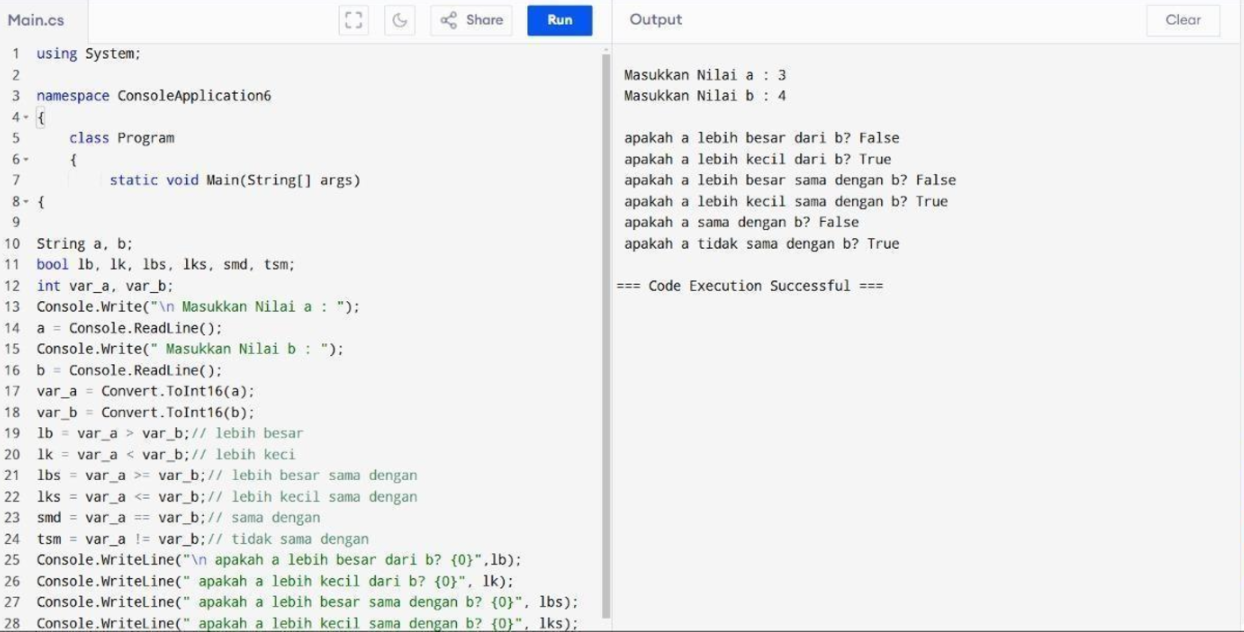 Main.cs
Share
Run
1 using System;
2
3 namespace ConsoleApplication6
4 {
5 class Program
6 {
7 static void Main(String[] args)
8 {
9
10 String a, b;
11 bool lb, lk, lbs, lks, smd, tsm;
12 int var_a, var_b;
13 Console.Write("\n Masukkan Nilai a : ");
14 a = Console.ReadLine();
15 Console.Write(" Masukkan Nilai b : ");
16 b = Console.ReadLine();
17 var_a = Convert.ToInt16(a);
18 var_b = Convert.ToInt16(b);
19 lb = var_a > var_b;// lebih besar
20 lk = var_a < var_b;// lebih keci
21 lbs = var_a >= var_b;// lebih besar sama dengan
22 lks = var_a <= var_b;// lebih kecil sama dengan
23 smd = var_a == var_b;// sama dengan
24 tsm = var_a != var_b;// tidak sama dengan
25 Console.WriteLine("\n apakah a lebih besar dari b? {0}",lb);
26 Console.WriteLine(" apakah a lebih kecil dari b? {0}", lk);
27 Console.WriteLine(" apakah a lebih besar sama dengan b? {0}", lbs);
28 Console.WriteLine(" apakah a lebih kecil sama dengan b? {0}", lks);
Output
Clear
Masukkan Nilai a : 3
Masukkan Nilai b : 4
apakah a lebih besar dari b? False
apakah a lebih kecil dari b? True
apakah a lebih besar sama dengan b? False
apakah a lebih kecil sama dengan b? True
apakah a sama dengan b? False
apakah a tidak sama dengan b? True
=== Code Execution Successful ===